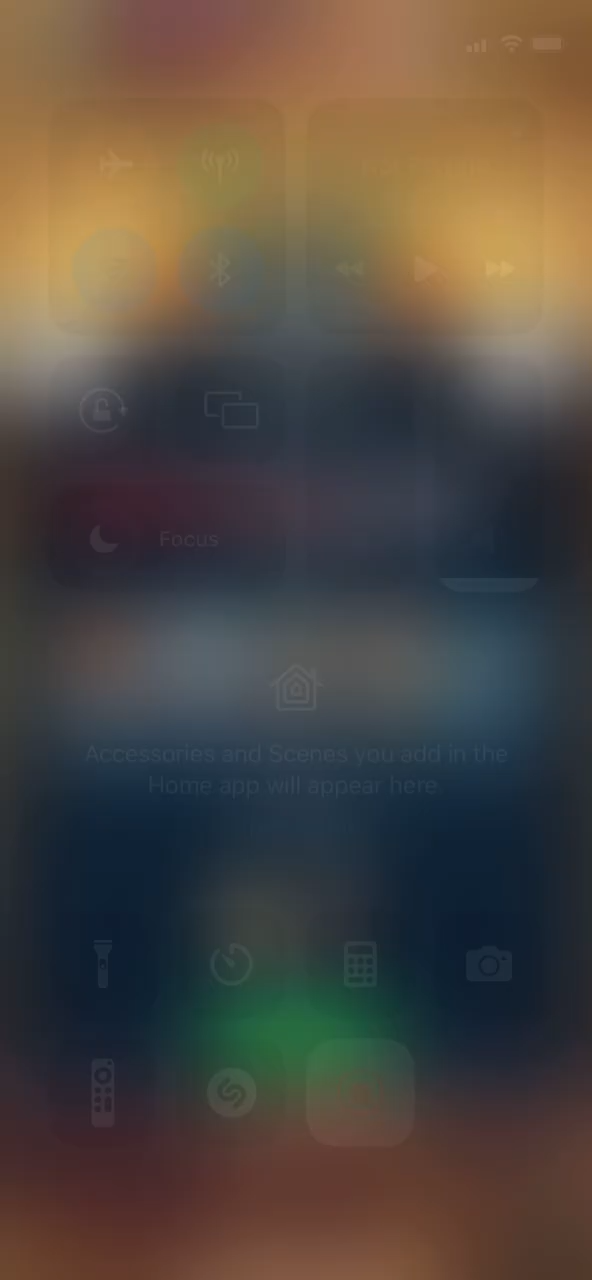 Focus
Accessories and Scenes you add in the
Home app will appear here